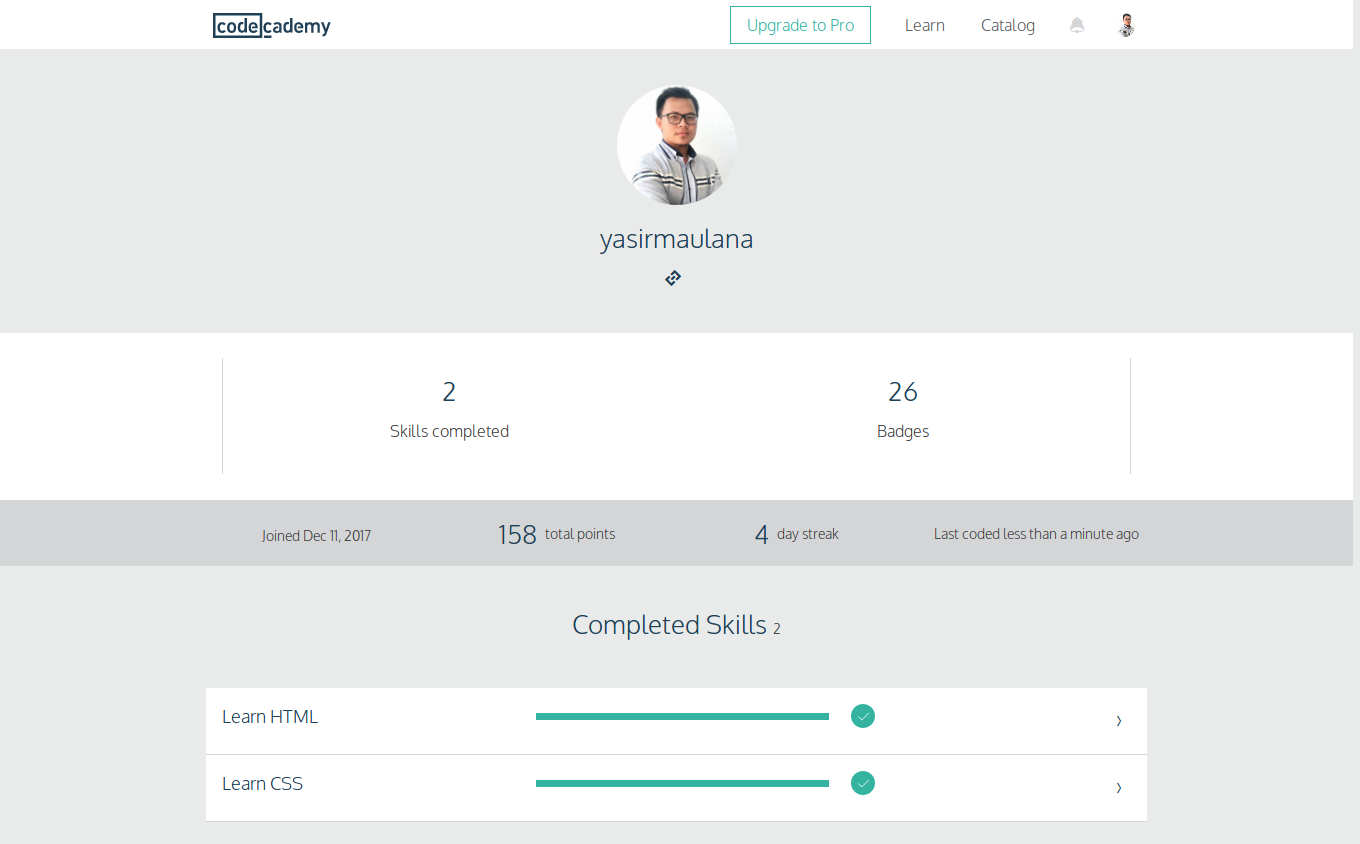 codecademy
Upgrade to Pro
Learn
Catalog
yasirmaulana
2
Skills completed
26
Badges
Joined Dec 11, 2017
158 total points
4 day streak
Last coded less than a minute ago
Completed Skills 2
Learn HTML
Learn CSS